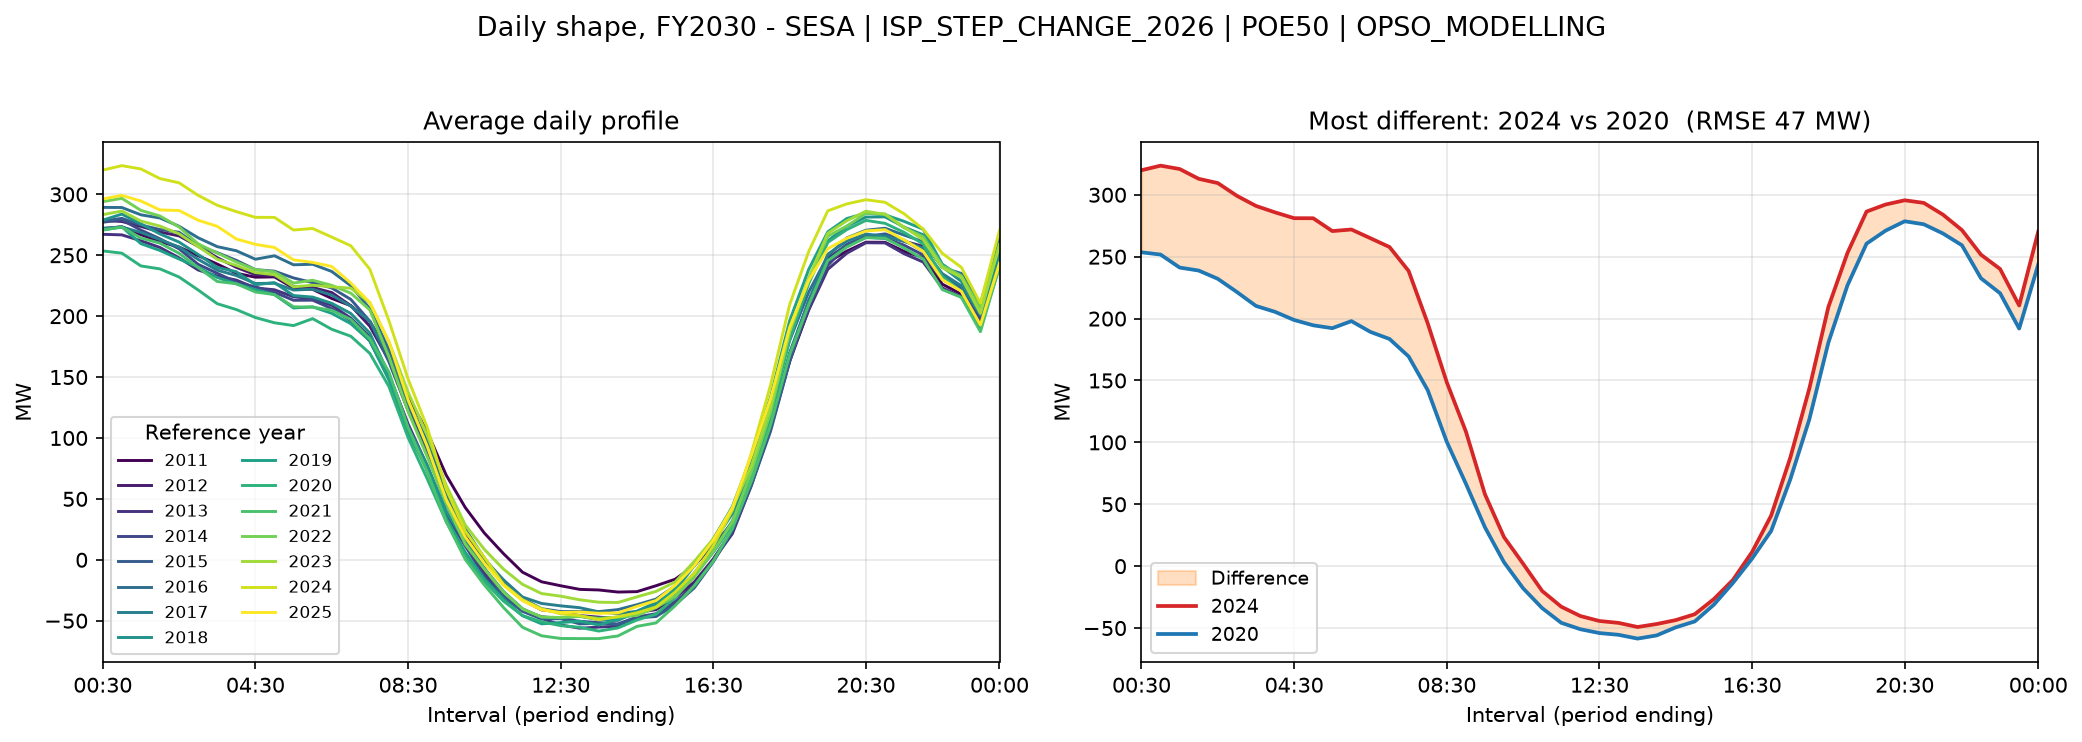 Daily shape, FY2030 - SESA | ISP_STEP_CHANGE_2026 | POE50 | OPSO_MODELLING
Average daily profile
MW
300
250
200
150
100
50
0
−50
Reference year
2011 2019
2012 2020
2013 2021
2014 2022
2015 2023
2016 2024
2017 2025
2018
00:30 04:30 08:30 12:30 16:30 20:30 00:00
Interval (period ending)
Most different: 2024 vs 2020 (RMSE 47 MW)
MW
300
250
200
150
100
50
0
−50
Difference
2024
2020
00:30 04:30 08:30 12:30 16:30 20:30 00:00
Interval (period ending)